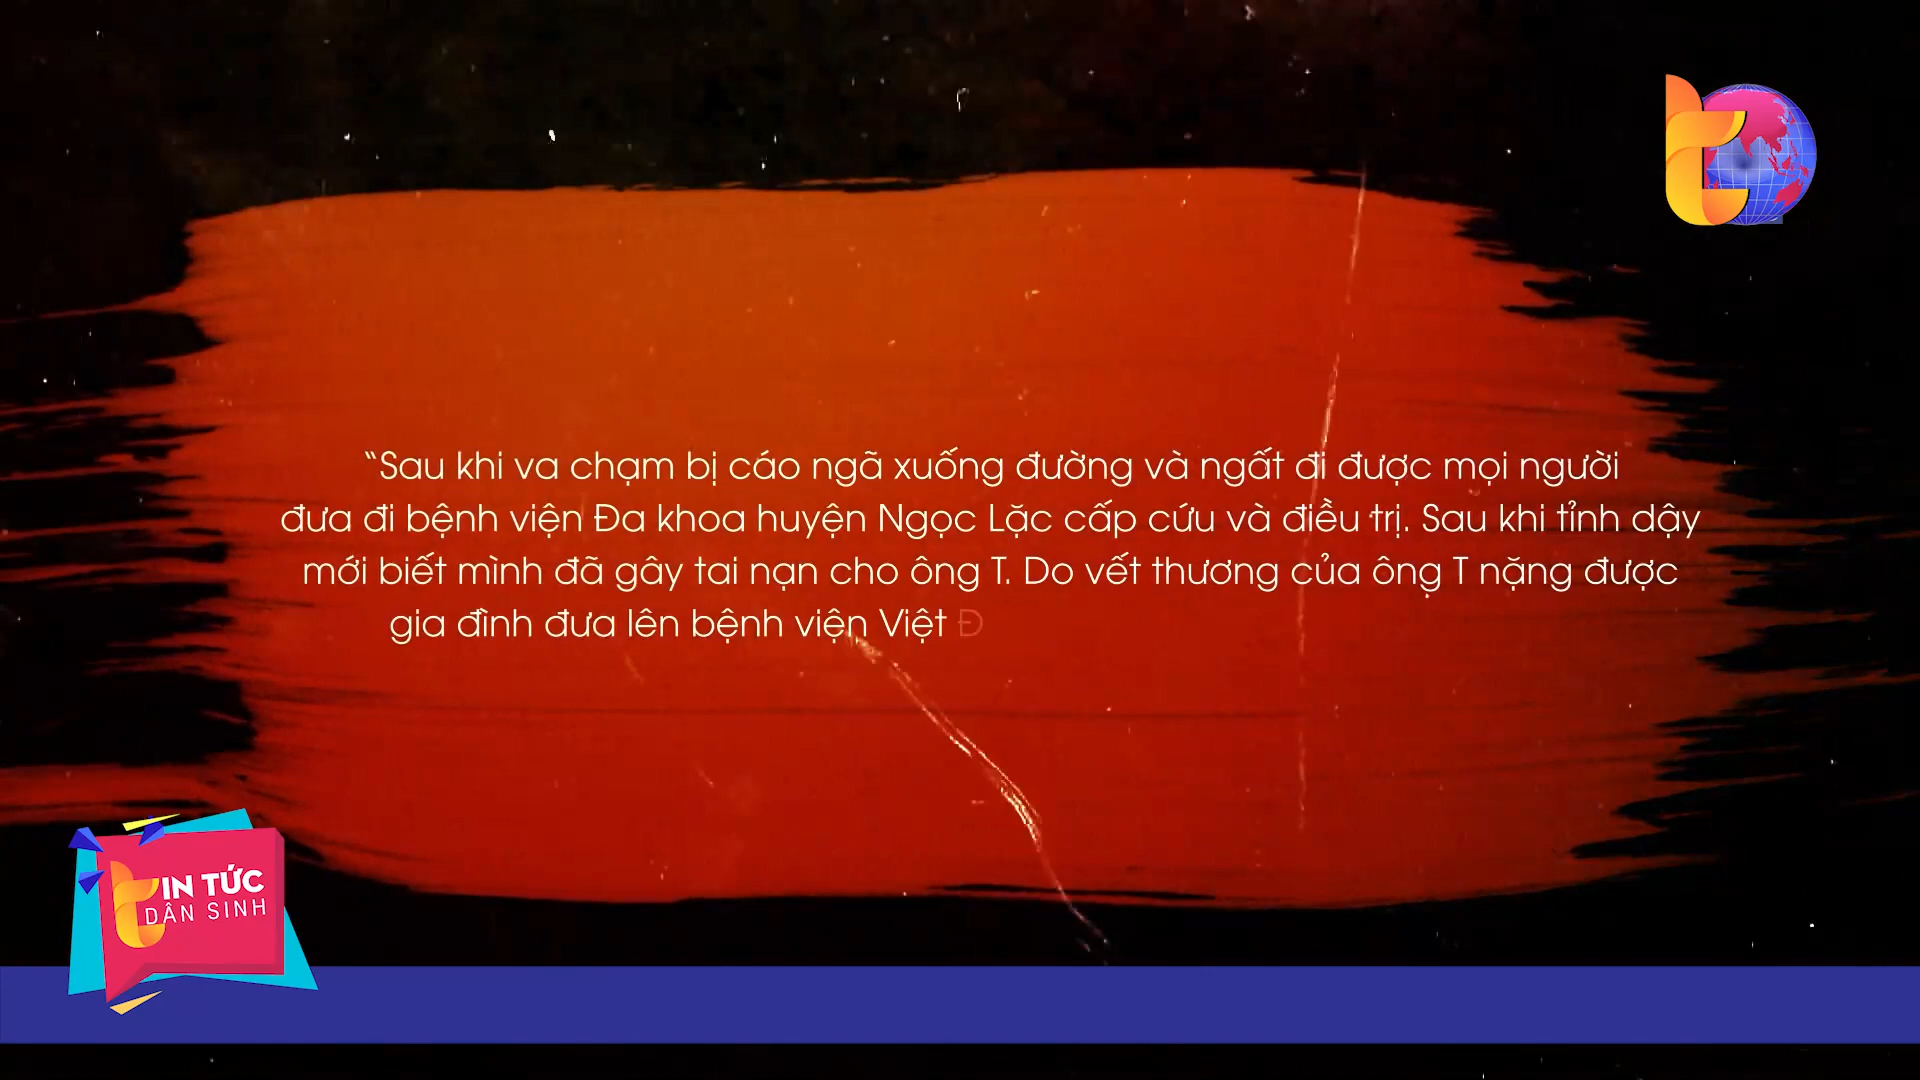 “Sau khi va chạm bị cáo ngã xuống đường và ngất đi được mọi người
đưa đi bệnh viện Đa khoa huyện Ngọc Lặc cấp cứu và điều trị. Sau khi tỉnh dậy
mới biết mình đã gây tai nạn cho ông T. Do vết thương của ông T nặng được
gia đình đưa lên bệnh viện Việt Đ
TIN TỨC
DÂN SINH